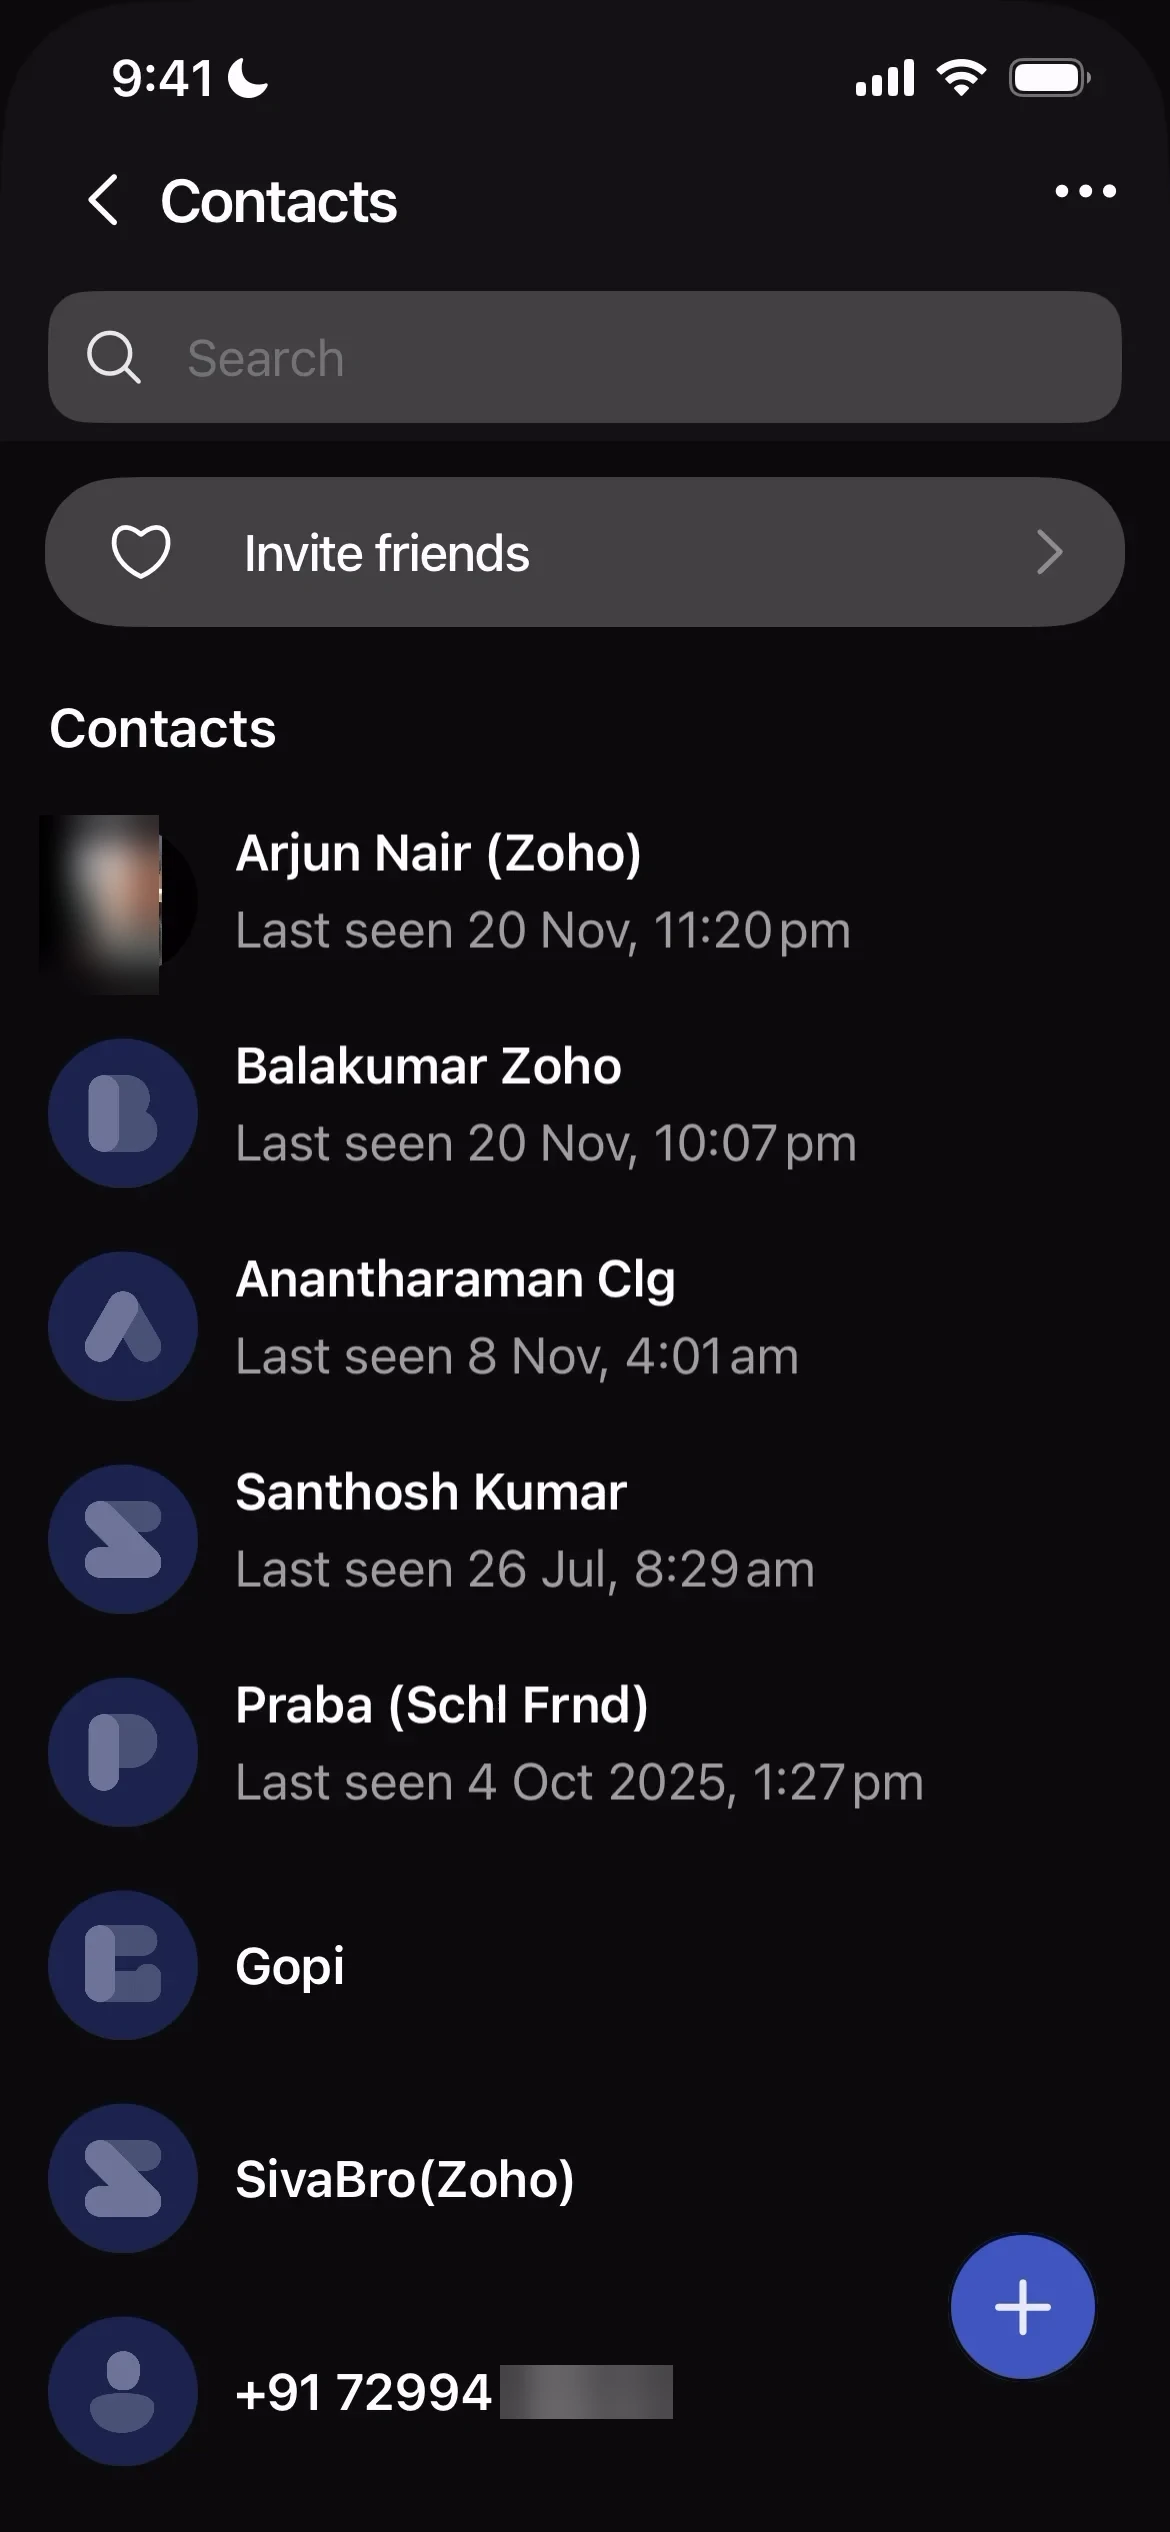 9:41
Contacts
Search
Invite friends
Contacts
Arjun Nair (Zoho)
Last seen 20 Nov, 11:20 pm
Balakumar Zoho
Last seen 20 Nov, 10:07 pm
Anantharaman Clg
Last seen 8 Nov, 4:01 am
Santhosh Kumar
Last seen 26 Jul, 8:29 am
Praba (Schl Frnd)
Last seen 4 Oct 2025, 1:27 pm
Gopi
SivaBro(Zoho)
+91 72994